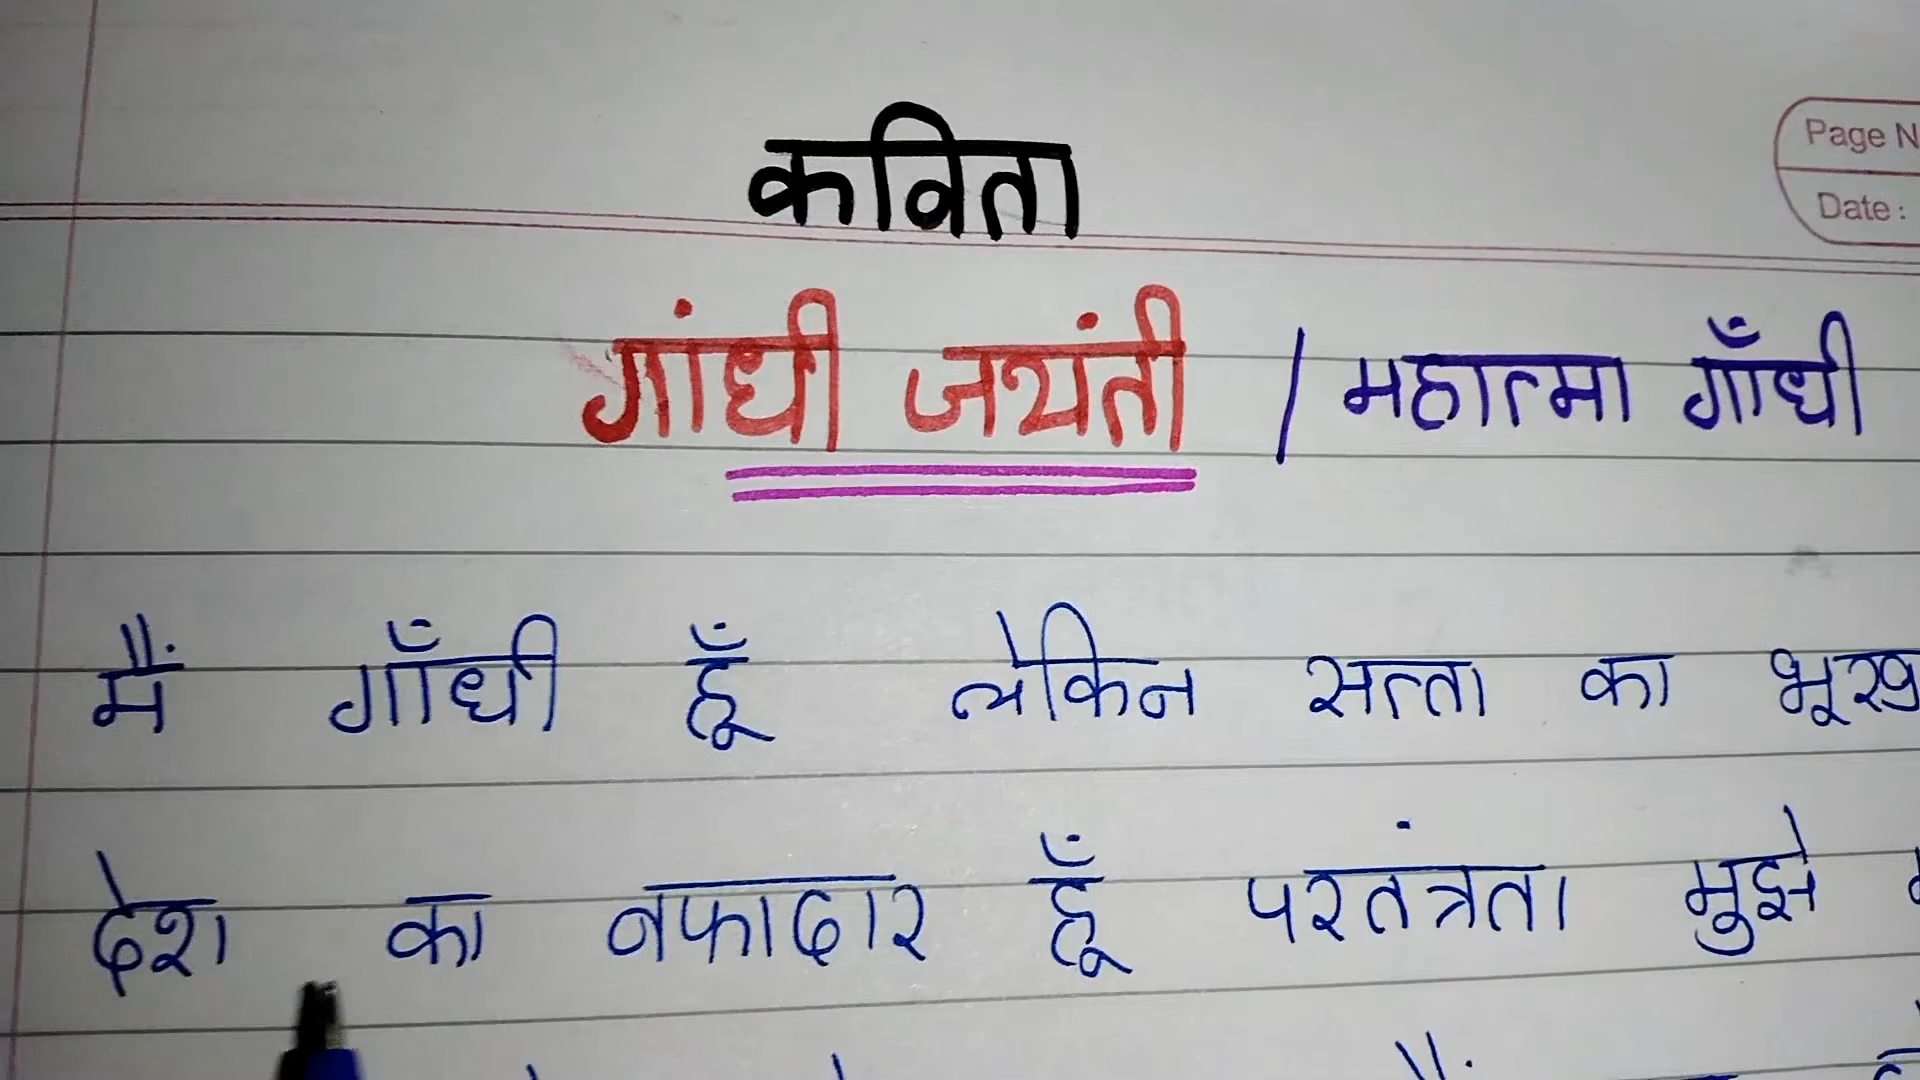 कविता
Page N
Date :
गांधी जयंती / महात्मा गाँधी
मैं गाँधी हूँ लेकिन सत्ता का भूख
देश का वफादार हूँ परतंत्रता मुझे